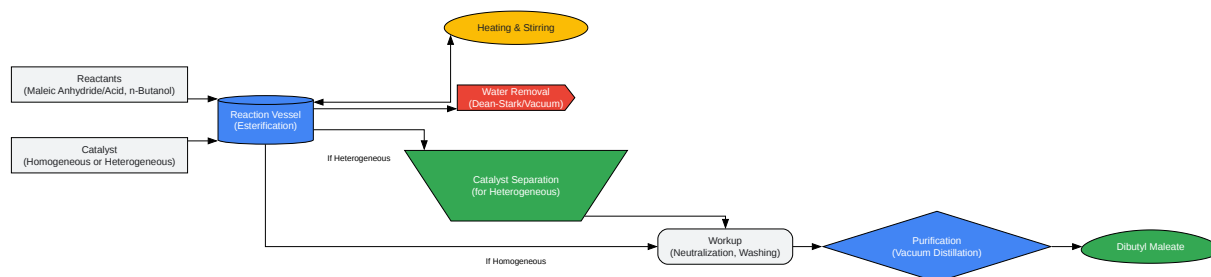 Heating & Stirring
Reactants
(Maleic Anhydride/Acid, n-Butanol)
Water Removal
(Dean-Stark/Vacuum)
Reaction Vessel
(Esterification)
Catalyst
(Homogeneous or Heterogeneous)
If Heterogeneous
Catalyst Separation
(for Heterogeneous)
Workup
(Neutralization, Washing)
If Homogeneous
Purification
(Vacuum Distillation)
Dibutyl Maleate